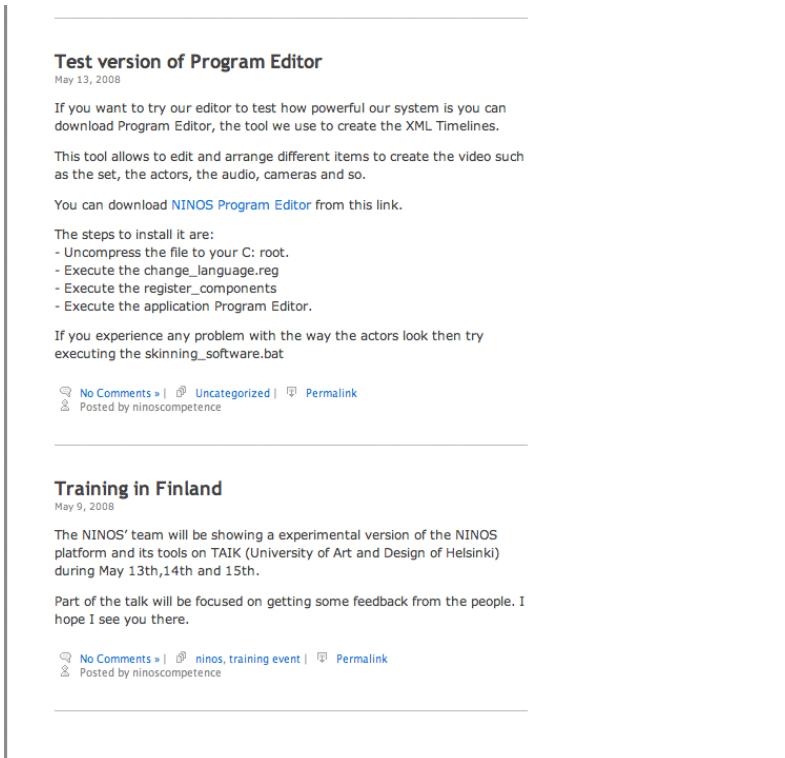 Test version of Program Editor
May 13, 2008
If you want to try our editor to test how powerful our system is you can
download Program Editor, the tool we use to create the XML Timelines.
This tool allows to edit and arrange different items to create the video such
as the set, the actors, the audio, cameras and so.
You can download NINOS Program Editor from this link.
The steps to install it are:
- Uncompress the file to your C: root.
- Execute the change_language.reg
- Execute the register_components
- Execute the application Program Editor.
If you experience any problem with the way the actors look then try
executing the skinning_software.bat
No Comments » | Uncategorized | Permalink
Posted by ninoscompetence
Training in Finland
May 9, 2008
The NINOS’ team will be showing a experimental version of the NINOS
platform and its tools on TAIK (University of Art and Design of Helsinki)
during May 13th,14th and 15th.
Part of the talk will be focused on getting some feedback from the people. I
hope I see you there.
No Comments » | ninos, training event | Permalink
Posted by ninoscompetence